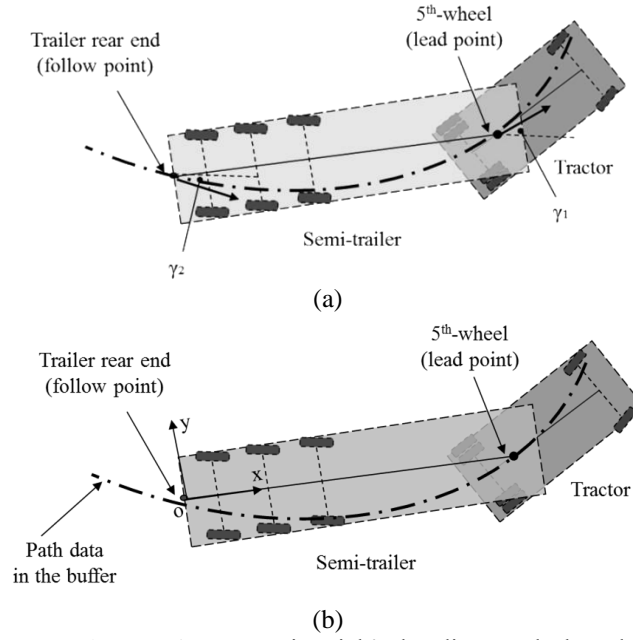 5th-wheel
(lead point)
Trailer rear end
(follow point)
Tractor
γ1
Semi-trailer
γ2
(a)
5th-wheel
(lead point)
Trailer rear end
(follow point)
y
x
o
Tractor
Path data
in the buffer
Semi-trailer
(b)